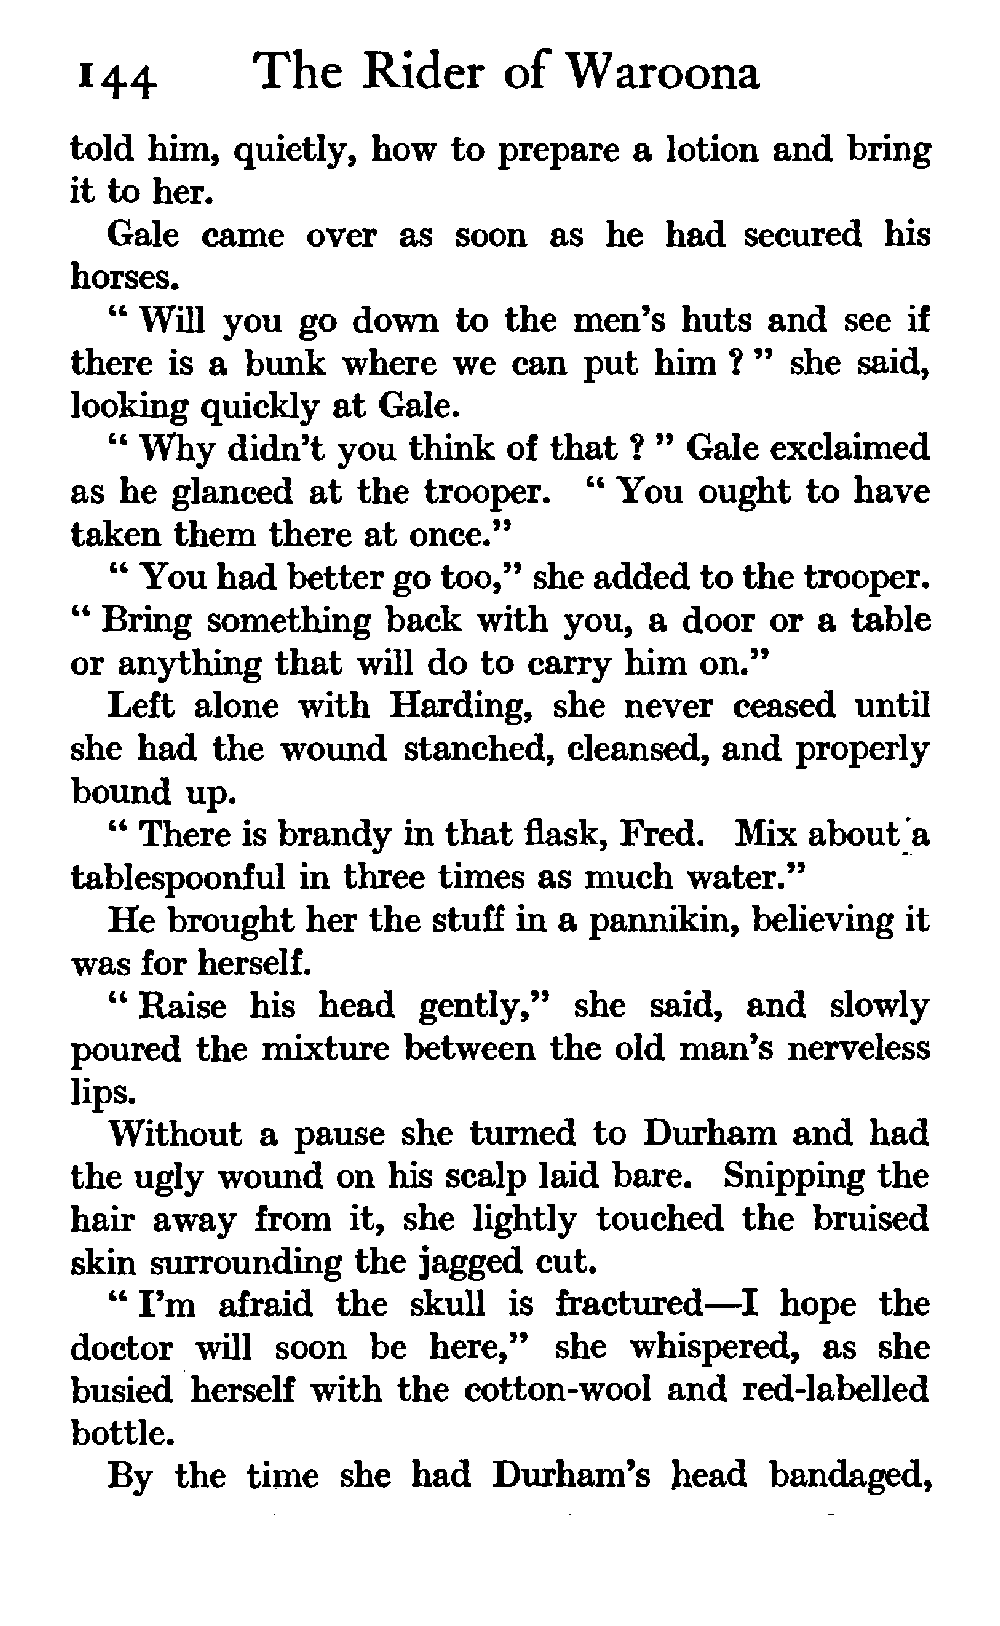 144 The Rider of Waroona
told him, quietly, how to prepare a lotion and bring
it to her.
Gale came over as soon as he had secured his
horses.
“ Will you go down to the men’s huts and see if
there is a bunk where we can put him ? ” she said,
looking quickly at Gale.
“ Why didn’t you think of that ? ” Gale exclaimed
as he glanced at the trooper. “ You ought to have
taken them there at once.”
“ You had better go too,” she added to the trooper.
“ Bring something back with you, a door or a table
or anything that will do to carry him on.”
Left alone with Harding, she never ceased until
she had the wound stanched, cleansed, and properly
bound up.
“ There is brandy in that flask, Fred. Mix about a
tablespoonful in three times as much water.”
He brought her the stuff in a pannikin, believing it
was for herself.
“ Raise his head gently,” she said, and slowly
poured the mixture between the old man’s nerveless
lips.
Without a pause she turned to Durham and had
the ugly wound on his scalp laid bare. Snipping the
hair away from it, she lightly touched the bruised
skin surrounding the jagged cut.
“ I’m afraid the skull is fractured—I hope the
doctor will soon be here,” she whispered, as she
busied herself with the cotton-wool and red-labelled
bottle.
By the time she had Durham’s head bandaged,